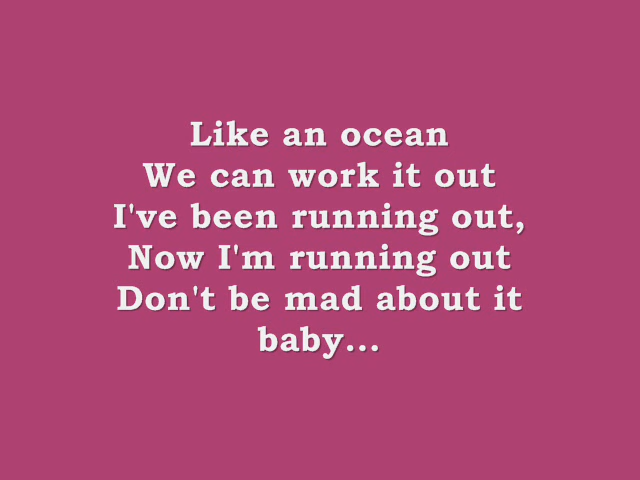 Like an ocean
We can work it out
I've been running out,
Now I'm running out
Don't be mad about it
baby...